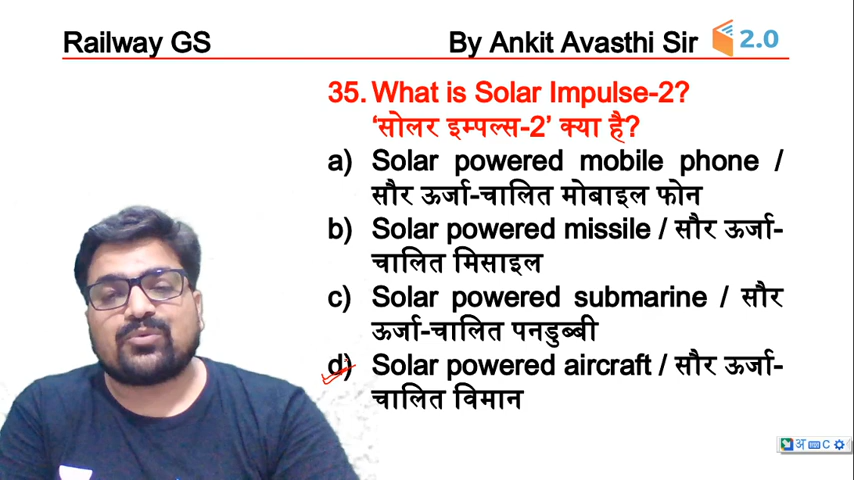 Railway GS By Ankit Avasthi Sir 2.0
35. What is Solar Impulse-2?
‘सोलर इम्पल्स-2’ क्या है?
a) Solar powered mobile phone /
सौर ऊर्जा-चालित मोबाइल फोन
b) Solar powered missile / सौर ऊर्जा-
चालित मिसाइल
c) Solar powered submarine / सौर
ऊर्जा-चालित पनडुब्बी
d) Solar powered aircraft / सौर ऊर्जा-
चालित विमान
अ C